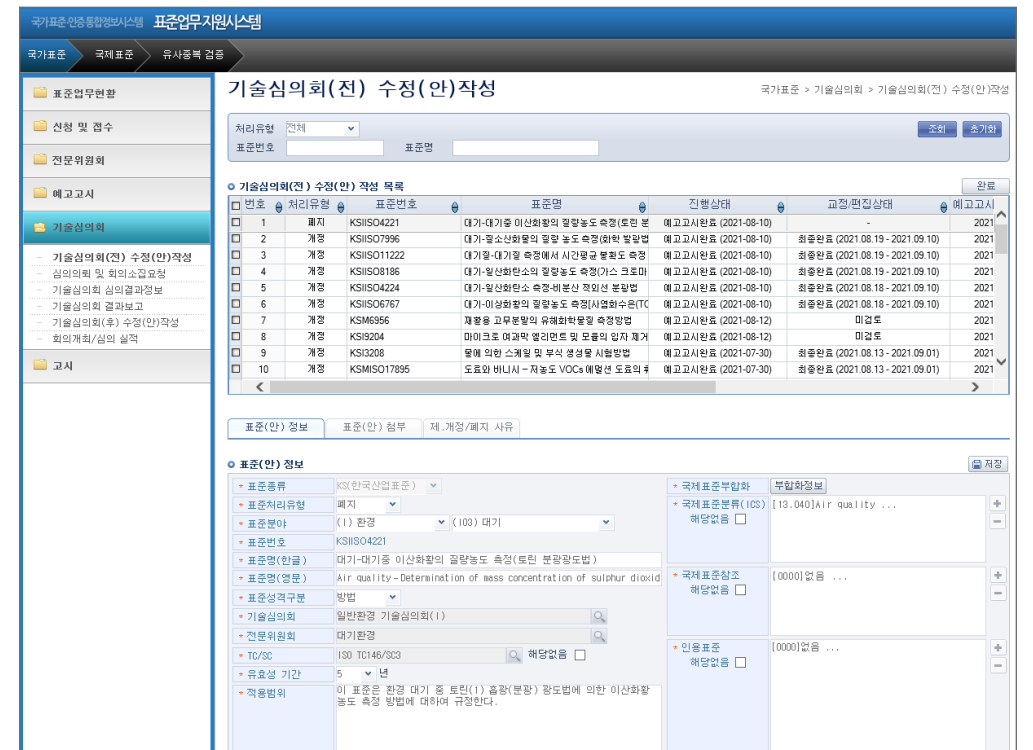 국가표준·인증통합정보시스템 표준업무지원시스템
국가표준 국제표준 유사중복 검증
표준업무현황
신청 및 접수
전문위원회
예고고시
기술심의회
기술심의회(전) 수정(안)작성
심의의뢰 및 회의소집요청
기술심의회 심의결과정보
기술심의회 결과보고
기술심의회(후) 수정(안)작성
회의개최/심의 실적
고시
기술심의회(전) 수정(안)작성
국가표준 > 기술심의회 > 기술심의회(전) 수정(안)작성
처리유형 전체
표준번호 표준명
조회 초기화
기술심의회(전) 수정(안) 작성 목록 완료
번호 처리유형 표준번호 표준명 진행상태 교정/편집상태 예고고시
1 폐지 KSIISO4221 대기-대기중 이산화황의 질량농도 측정(토린 분 예고고시완료 (2021-08-10) - 2021
2 개정 KSIISO7996 대기-질소산화물의 질량 농도 측정(화학 발광법 예고고시완료 (2021-08-10) 최종완료 (2021.08.19 - 2021.09.10) 2021
3 개정 KSIISO11222 대기질-대기질 측정에서 시간평균 불확도 측정 예고고시완료 (2021-08-10) 최종완료 (2021.08.19 - 2021.09.10) 2021
4 개정 KSIISO8186 대기-일산화탄소의 질량농도 측정(가스 크로마 예고고시완료 (2021-08-10) 최종완료 (2021.08.18 - 2021.09.10) 2021
5 개정 KSIISO4224 대기-일산화탄소 측정-비분산 적외선 분광법 예고고시완료 (2021-08-10) 최종완료 (2021.08.18 - 2021.09.10) 2021
6 개정 KSIISO6767 대기-이상화황의 질량농도 측정[사염화수은(TC 예고고시완료 (2021-08-10) 최종완료 (2021.08.18 - 2021.09.10) 2021
7 개정 KSM6956 재활용 고무분말의 유해화학물질 측정방법 예고고시완료 (2021-08-12) 미검토 2021
8 개정 KSI9204 마이크로 여과막 엘리먼트 및 모듈의 입자 제거 예고고시완료 (2021-08-12) 미검토 2021
9 개정 KSI3208 물에 의한 스케일 및 부식 생성물 시험방법 예고고시완료 (2021-07-30) 최종완료 (2021.08.13 - 2021.09.01) 2021
10 개정 KSMISO17895 도료와 바니시 – 저농도 VOCs 에멀션 도료의 휘 예고고시완료 (2021-07-30) 최종완료 (2021.08.13 - 2021.09.01) 2021
표준(안) 정보 표준(안) 첨부 제.개정/폐지 사유
표준(안) 정보 저장
* 표준종류 KS(한국산업표준) * 국제표준부합화 부합화정보
* 표준처리유형 폐지 * 국제표준분류(ICS) [13.040]Air quality ...
해당없음
* 표준분야 (I) 환경 (I03) 대기
* 표준번호 KSIISO4221
* 표준명(한글) 대기-대기중 이산화황의 질량농도 측정(토린 분광광도법)
* 표준명(영문) Air quality – Determination of mass concentration of sulphur dioxid
* 국제표준참조 [0000]없음 ...
해당없음
* 표준성격구분 방법
* 기술심의회 일반환경 기술심의회(I)
* 전문위원회 대기환경
* TC/SC ISO TC146/SC3 해당없음
* 인용표준 [0000]없음 ...
해당없음
* 유효성 기간 5 년
* 적용범위 이 표준은 환경 대기 중 토린(1) 흡광(분광) 광도법에 의한 이산화황
농도 측정 방법에 대하여 규정한다.